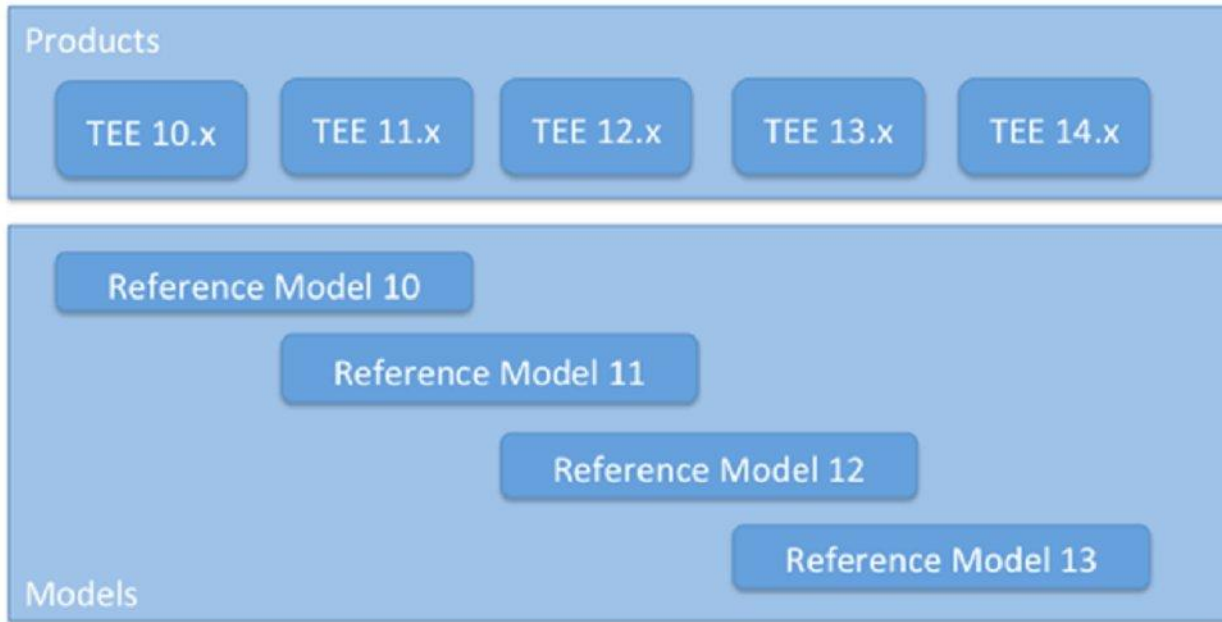 Products
TEE 10.x
TEE 11.x
TEE 12.x
TEE 13.x
TEE 14.x
Reference Model 10
Reference Model 11
Reference Model 12
Reference Model 13
Models